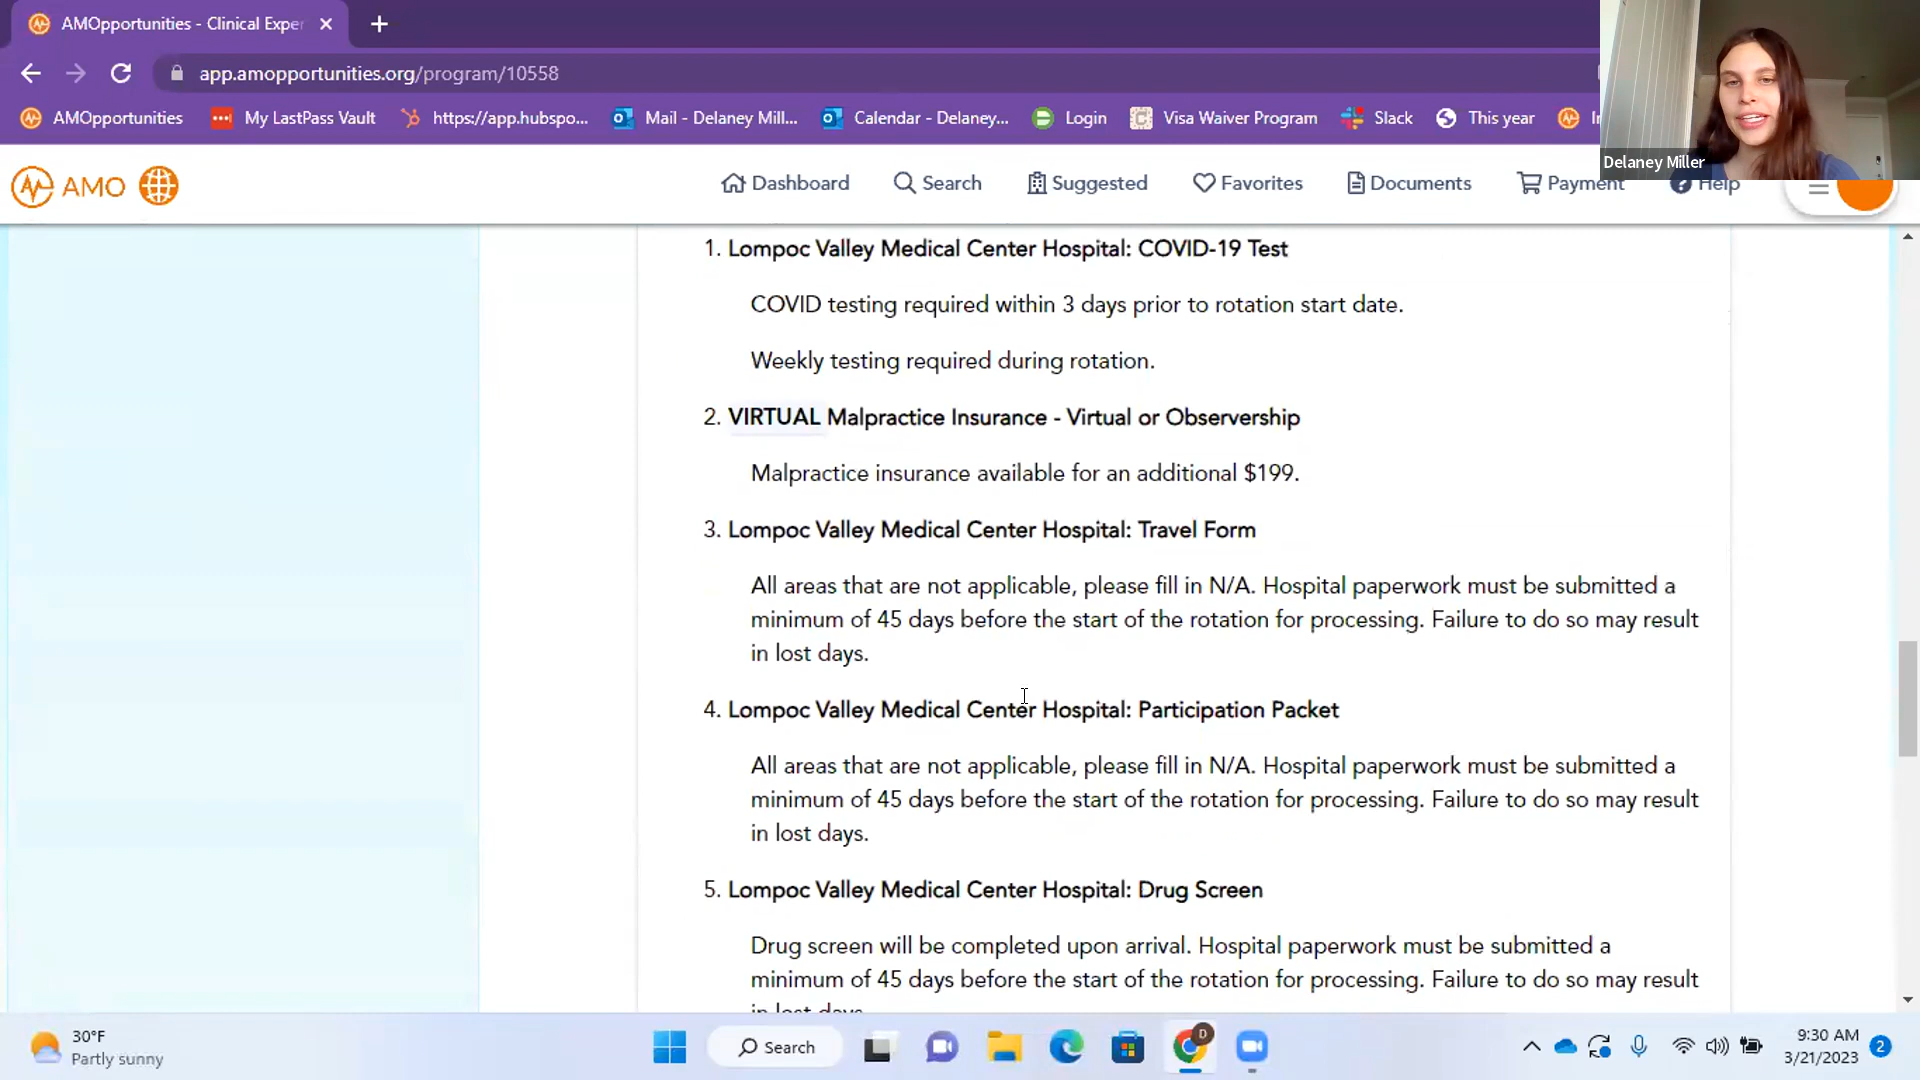 AMOpportunities - Clinical Exper
app.amopportunities.org/program/10558
AMOpportunities
My LastPass Vault
https://app.hubspo...
Mail - Delaney Mill...
Calendar - Delaney...
Login
Visa Waiver Program
Slack
This year
Delaney Miller
AMO
Dashboard
Search
Suggested
Favorites
Documents
Payment
Help
1. Lompoc Valley Medical Center Hospital: COVID-19 Test
COVID testing required within 3 days prior to rotation start date.
Weekly testing required during rotation.
2. VIRTUAL Malpractice Insurance - Virtual or Observership
Malpractice insurance available for an additional $199.
3. Lompoc Valley Medical Center Hospital: Travel Form
All areas that are not applicable, please fill in N/A. Hospital paperwork must be submitted a
minimum of 45 days before the start of the rotation for processing. Failure to do so may result
in lost days.
4. Lompoc Valley Medical Center Hospital: Participation Packet
All areas that are not applicable, please fill in N/A. Hospital paperwork must be submitted a
minimum of 45 days before the start of the rotation for processing. Failure to do so may result
in lost days.
5. Lompoc Valley Medical Center Hospital: Drug Screen
Drug screen will be completed upon arrival. Hospital paperwork must be submitted a
minimum of 45 days before the start of the rotation for processing. Failure to do so may result
in lost days.
30°F
Partly sunny
Search
D
9:30 AM
3/21/2023
2